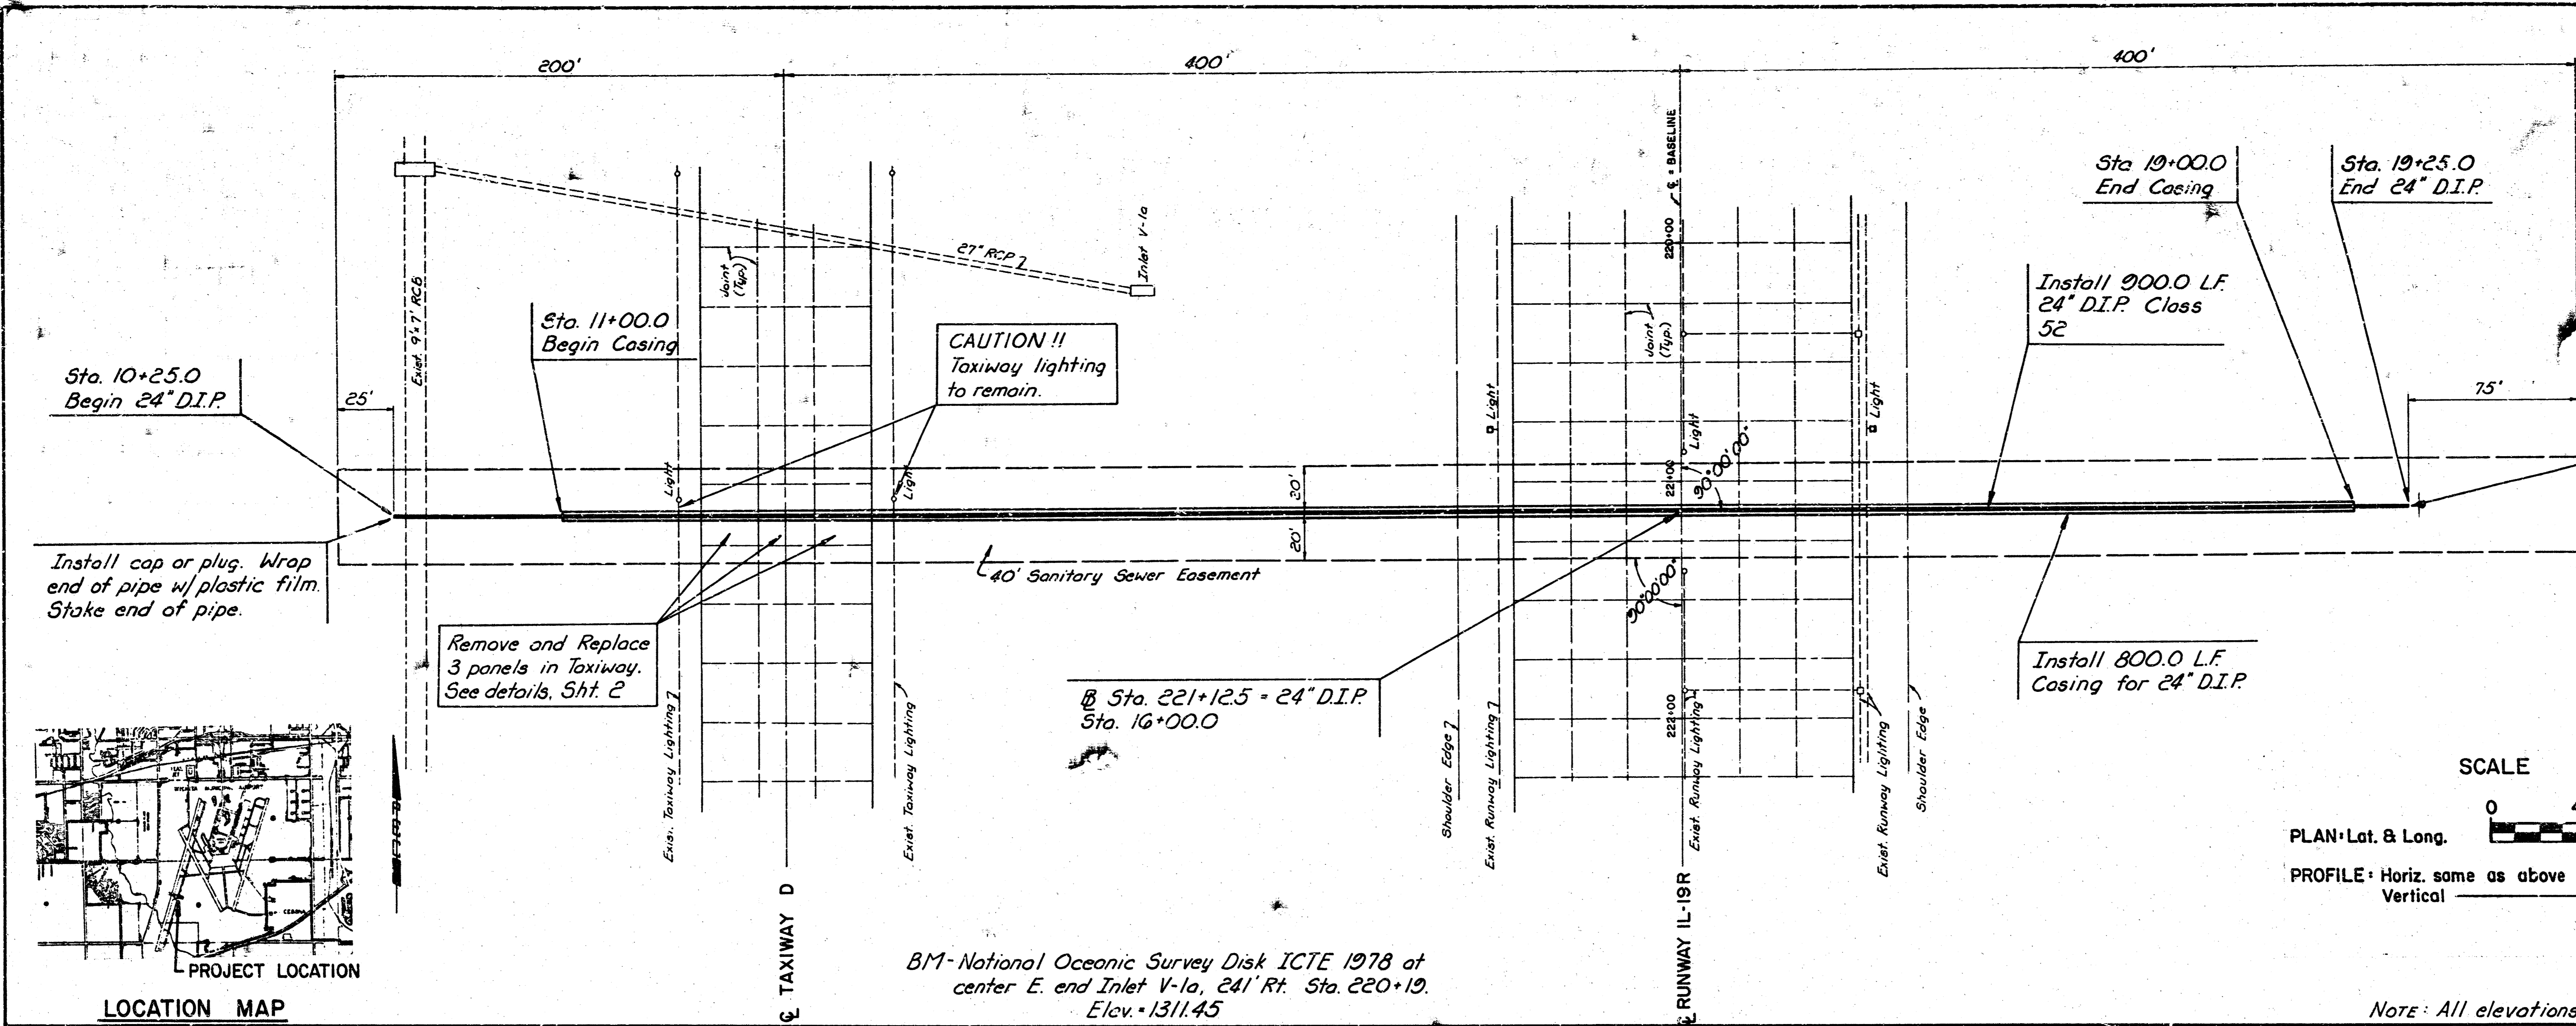 200'
400'
400'
℄ = BASELINE
220+00
221+00
222+00
Sta 19+00.0
End Casing
Sta. 19+25.0
End 24" D.I.P.
Inlet V-1a
27" RCP
Joint
(Typ.)
Exist. 9'x7' RCB
Sta. 11+00.0
Begin Casing
CAUTION !!
Taxiway lighting
to remain.
Install 900.0 L.F.
24" D.I.P. Class
52
Joint
(Typ.)
Sta. 10+25.0
Begin 24" D.I.P.
25'
75'
Light
Light
Light
Light
Light
90°00'00"
90°00'00"
20'
20'
Install cap or plug. Wrap
end of pipe w/plastic film.
Stake end of pipe.
40' Sanitary Sewer Easement
Remove and Replace
3 panels in Taxiway.
See details, Sht. 2
Install 800.0 L.F.
Casing for 24" D.I.P.
℄ Sta. 221+12.5 = 24" D.I.P.
Sta. 16+00.0
Exist. Taxiway Lighting
Exist. Taxiway Lighting
Shoulder Edge
Exist. Runway Lighting
Exist. Runway Lighting
Exist. Runway Lighting
Shoulder Edge
SCALE
0
4
PLAN: Lat. & Long.
PROFILE: Horiz. same as above
Vertical
℄ TAXIWAY D
℄ RUNWAY 1L-19R
CESSNA
PROJECT LOCATION
LOCATION MAP
BM-National Oceanic Survey Disk ICTE 1978 at
center E. end Inlet V-1a, 241' Rt. Sta. 220+19.
Elev. = 1311.45
NOTE: All elevations